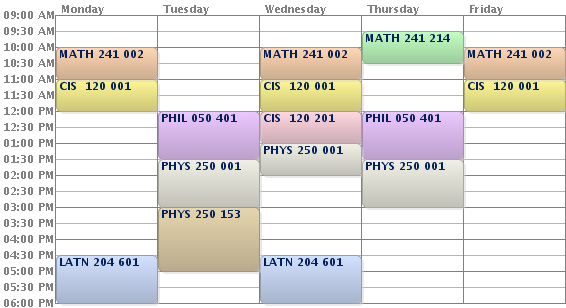 Monday Tuesday Wednesday Thursday Friday
09:00 AM
09:30 AM
MATH 241 214
10:00 AM
MATH 241 002 MATH 241 002 MATH 241 002
10:30 AM
11:00 AM
CIS 120 001 CIS 120 001 CIS 120 001
11:30 AM
12:00 PM
PHIL 050 401 CIS 120 201 PHIL 050 401
12:30 PM
01:00 PM
PHYS 250 001
01:30 PM
PHYS 250 001 PHYS 250 001
02:00 PM
02:30 PM
03:00 PM
PHYS 250 153
03:30 PM
04:00 PM
04:30 PM
LATN 204 601 LATN 204 601
05:00 PM
05:30 PM
06:00 PM